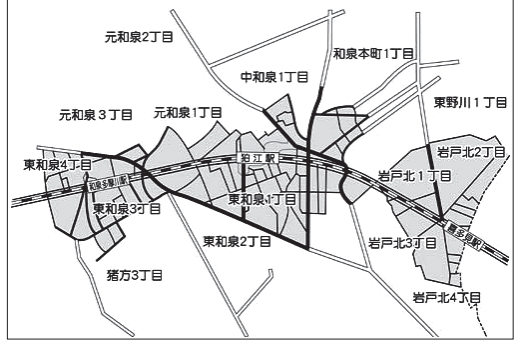 元和泉2丁目
和泉本町1丁目
中和泉1丁目
東野川1丁目
元和泉3丁目
元和泉1丁目
岩戸北2丁目
狛江駅
東和泉4丁目
岩戸北1丁目
和泉多摩川駅
東和泉3丁目
東和泉1丁目
東和泉2丁目
岩戸北3丁目
喜多見駅
猪方3丁目
岩戸北4丁目